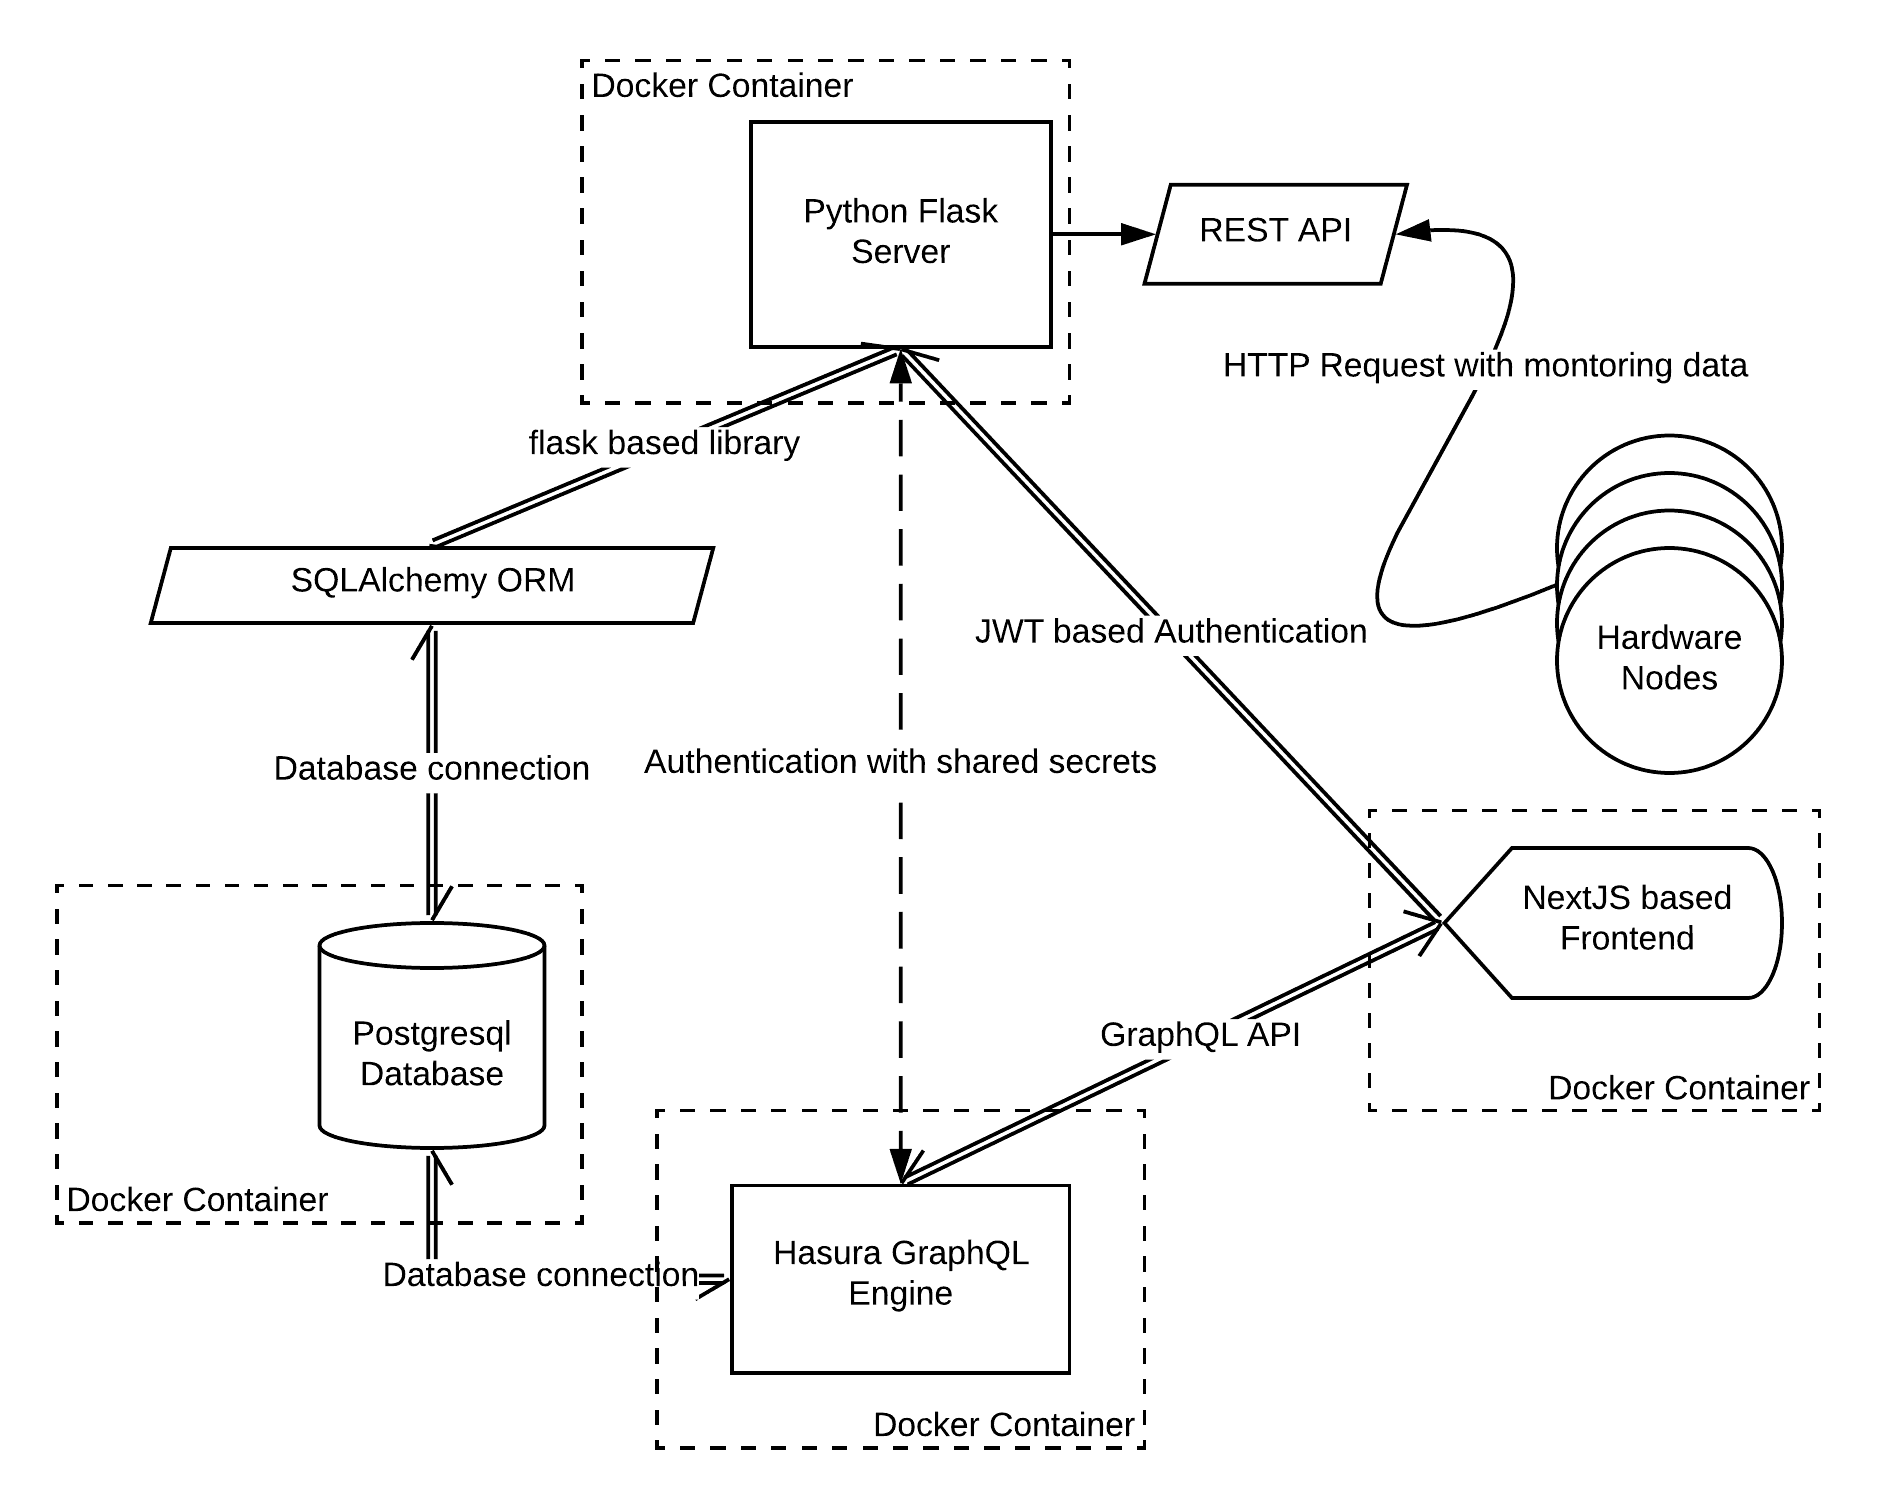 Docker Container
Python Flask
Server
REST API
HTTP Request with montoring data
flask based library
SQLAlchemy ORM
JWT based Authentication
Hardware
Nodes
Database connection
Authentication with shared secrets
NextJS based
Frontend
Docker Container
Postgresql
Database
Docker Container
GraphQL API
Database connection
Hasura GraphQL
Engine
Docker Container